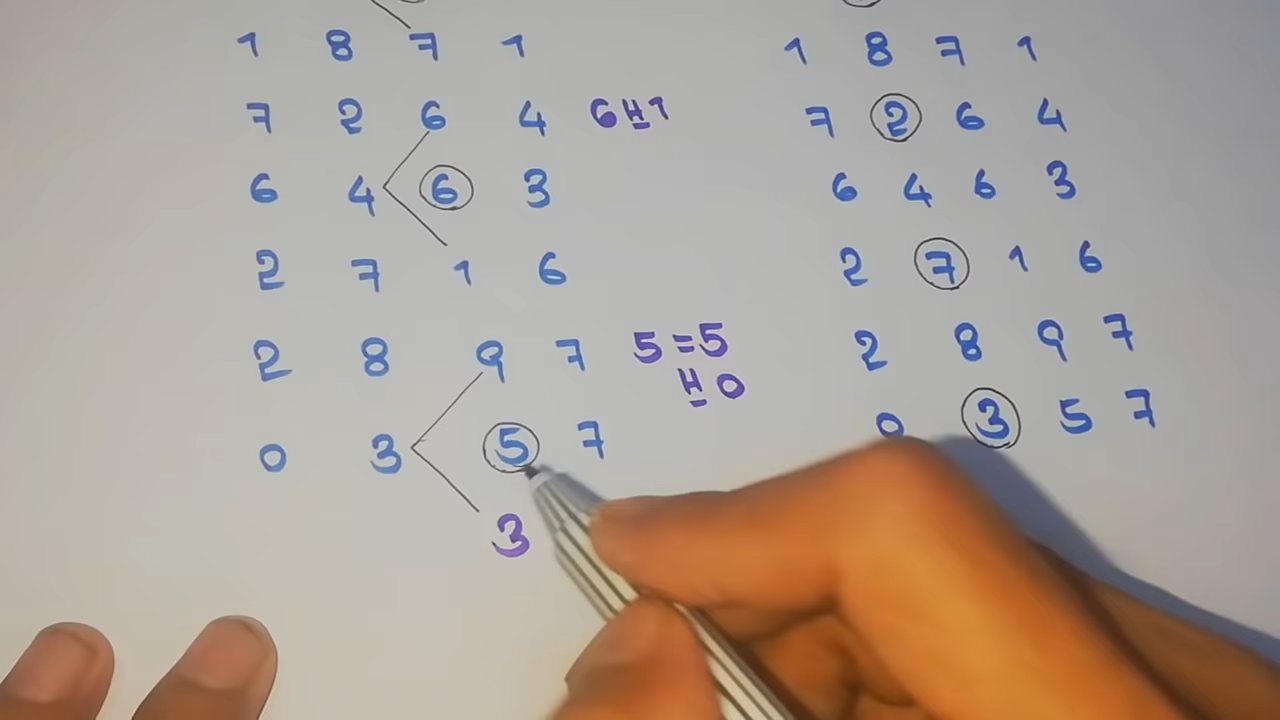 1 8 7 1
7 2 6 4 6H1
6 4 6 3
2 7 1 6
2 8 9 7 5=5
H0
0 3 5 7
3
1 8 7 1
7 2 6 4
6 4 6 3
2 7 1 6
2 8 9 7
0 3 5 7